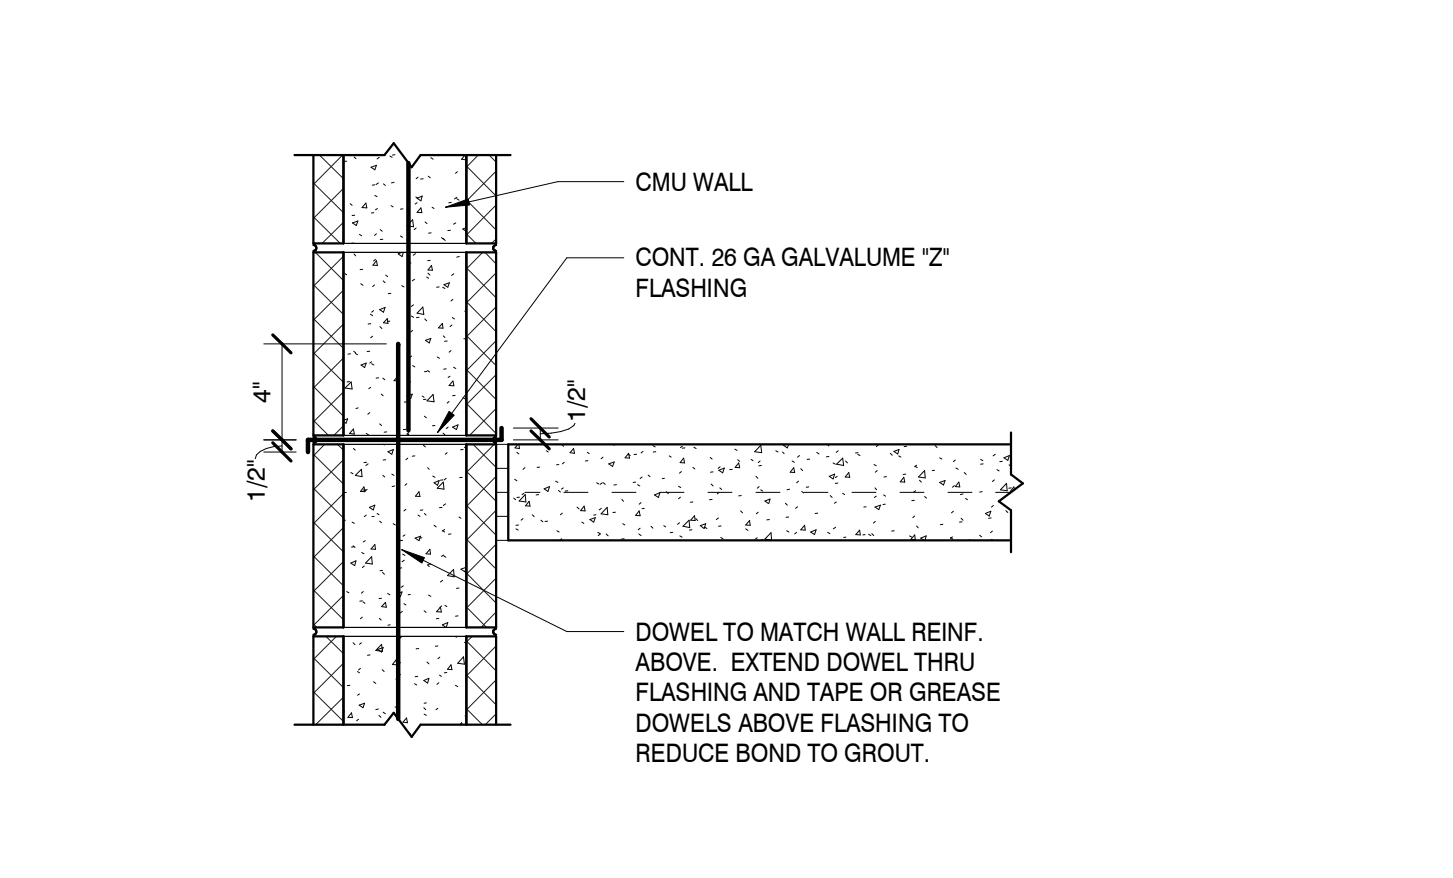 CMU WALL
CONT. 26 GA GALVALUME "Z"
FLASHING
4"
1/2"
1/2"
DOWEL TO MATCH WALL REINF.
ABOVE.  EXTEND DOWEL THRU
FLASHING AND TAPE OR GREASE
DOWELS ABOVE FLASHING TO
REDUCE BOND TO GROUT.